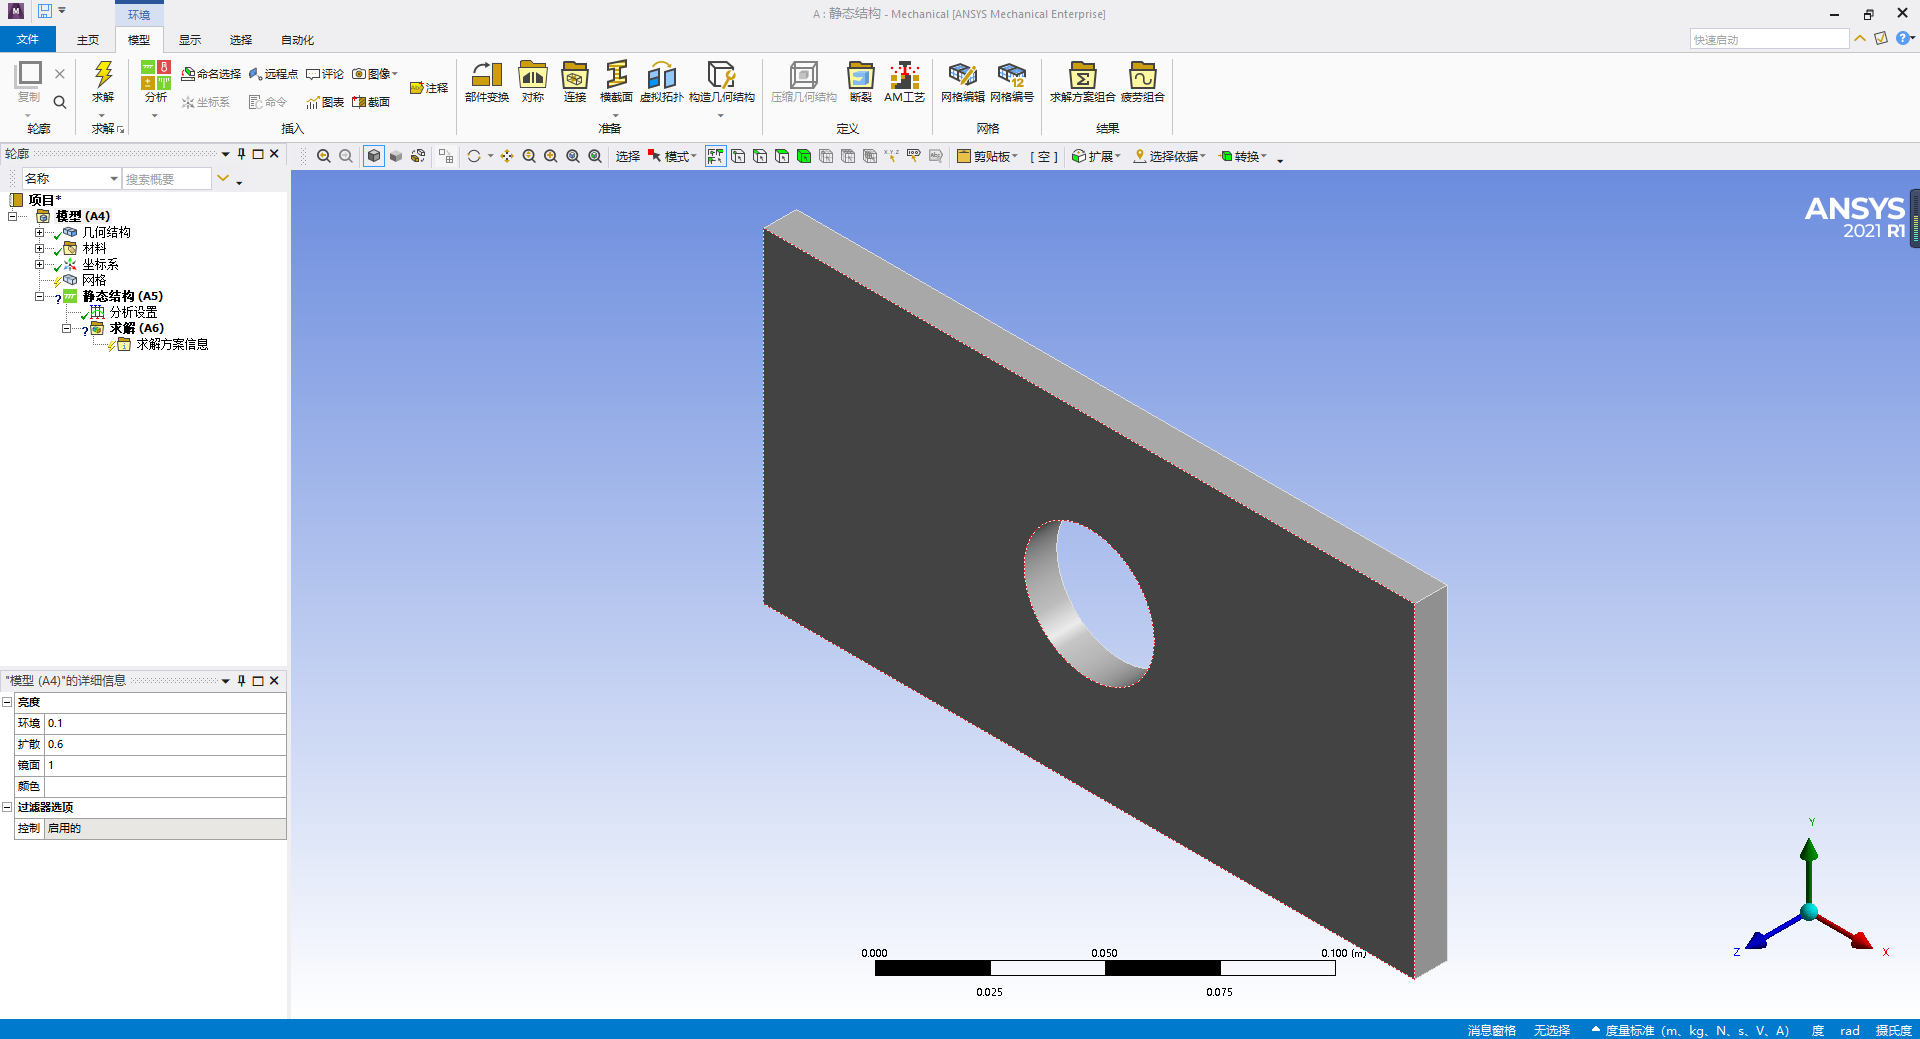 环境
A : 静态结构 - Mechanical [ANSYS Mechanical Enterprise]
文件 主页 模型 显示 选择 自动化
快速启动
复制
轮廓
求解
求解
分析
命名选择 远程点 评论 图像 注释
坐标系 命令 图表 截面
插入
部件变换 对称 连接 横截面 虚拟拓扑 构造几何结构
准备
压缩几何结构 断裂 AM工艺
定义
网格编辑 网格编号
网格
求解方案组合 疲劳组合
结果
轮廓
选择 模式 剪贴板 [ 空 ] 扩展 选择依据 转换
名称 搜索概要
项目*
模型 (A4)
几何结构
材料
坐标系
网格
静态结构 (A5)
分析设置
求解 (A6)
求解方案信息
ANSYS
2021 R1
"模型 (A4)"的详细信息
亮度
环境 0.1
扩散 0.6
镜面 1
颜色
过滤器选项
控制 启用的
0.000 0.050 0.100 (m)
0.025 0.075
Y
Z
X
消息窗格 无选择 度量标准 (m、kg、N、s、V、A) 度 rad 摄氏度